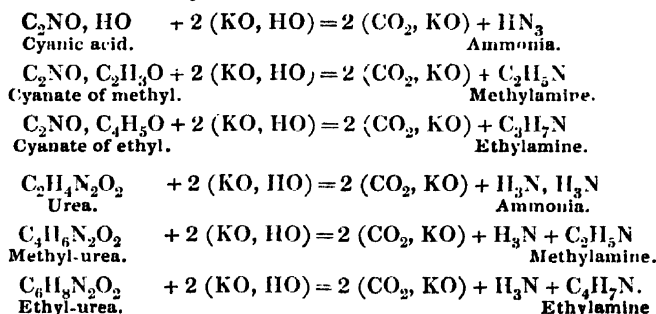 C₂NO, HO + 2 (KO, HO) = 2 (CO₂, KO) + HN₃
Cyanic acid. Ammonia.
C₂NO, C₂H₃O + 2 (KO, HO) = 2 (CO₂, KO) + C₂H₅N
Cyanate of methyl. Methylamine.
C₂NO, C₄H₅O + 2 (KO, HO) = 2 (CO₂, KO) + C₃H₇N
Cyanate of ethyl. Ethylamine.
C₂H₄N₂O₂ + 2 (KO, HO) = 2 (CO₂, KO) + H₃N, H₃N
Urea. Ammonia.
C₄H₆N₂O₂ + 2 (KO, HO) = 2 (CO₂, KO) + H₃N + C₂H₅N
Methyl-urea. Methylamine.
C₆H₈N₂O₂ + 2 (KO, HO) = 2 (CO₂, KO) + H₃N + C₄H₇N.
Ethyl-urea. Ethylamine